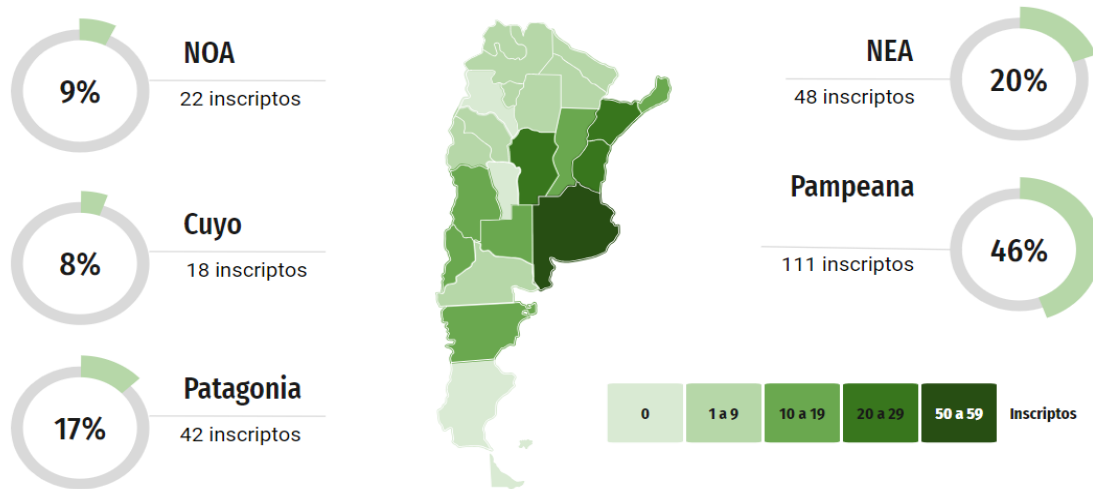 NOA
9%
22 inscriptos
Cuyo
8%
18 inscriptos
Patagonia
17%
42 inscriptos
NEA
20%
48 inscriptos
Pampeana
46%
111 inscriptos
0
1 a 9
10 a 19
20 a 29
50 a 59
Inscriptos